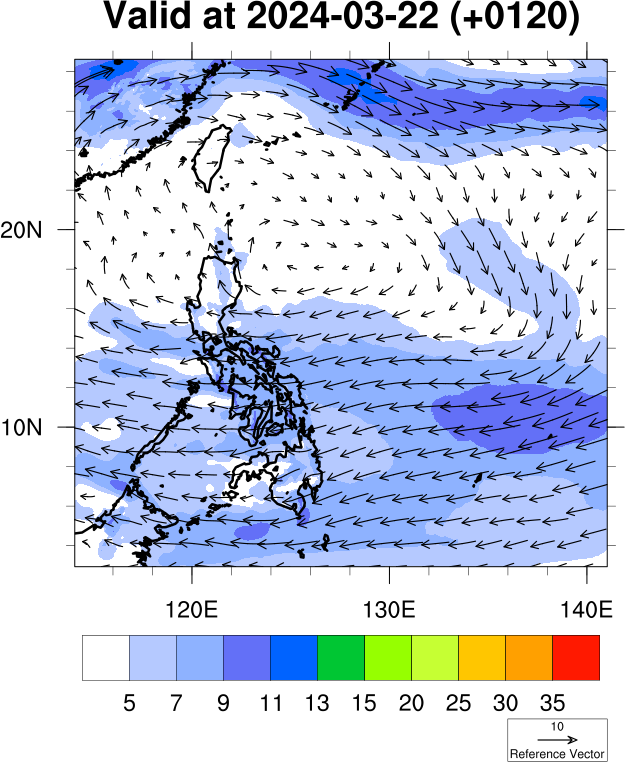 Valid at 2024-03-22 (+0120)
20N
10N
120E 130E 140E
5 7 9 11 13 15 20 25 30 35
10
Reference Vector